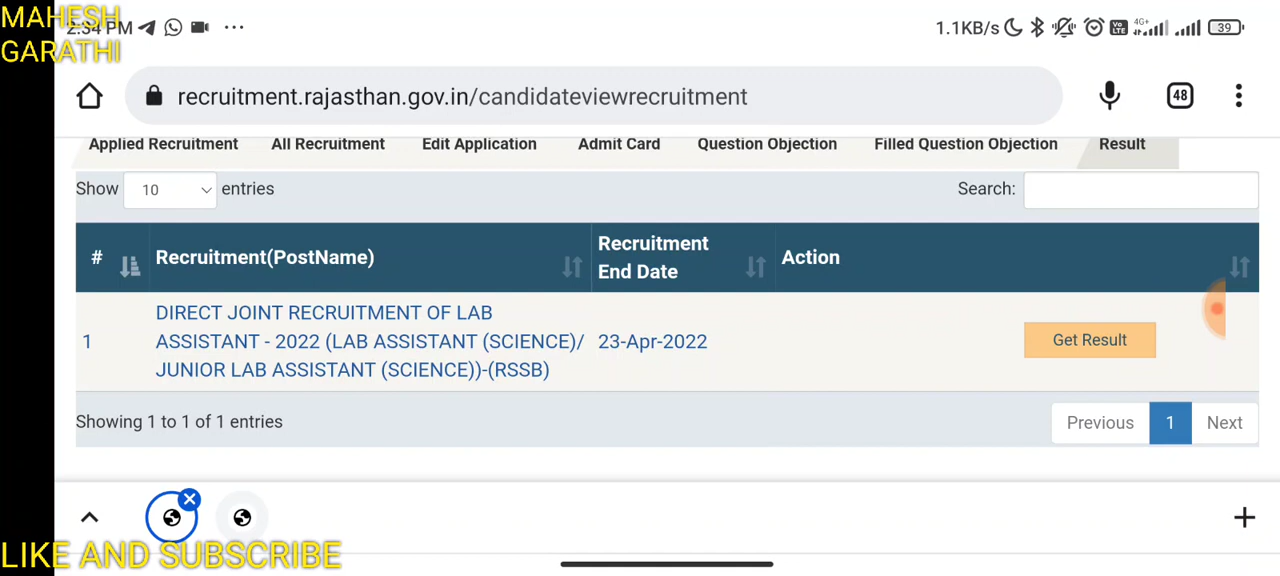 MAHESH
GARATHI
2:34 PM
1.1KB/s
Vo LTE
4G+
39
recruitment.rajasthan.gov.in/candidateviewrecruitment
48
Applied Recruitment All Recruitment Edit Application Admit Card Question Objection Filled Question Objection Result
Show 10 entries Search:
# Recruitment(PostName) Recruitment End Date Action
DIRECT JOINT RECRUITMENT OF LAB
1 ASSISTANT - 2022 (LAB ASSISTANT (SCIENCE)/ 23-Apr-2022 Get Result
JUNIOR LAB ASSISTANT (SCIENCE))-(RSSB)
Showing 1 to 1 of 1 entries Previous 1 Next
LIKE AND SUBSCRIBE